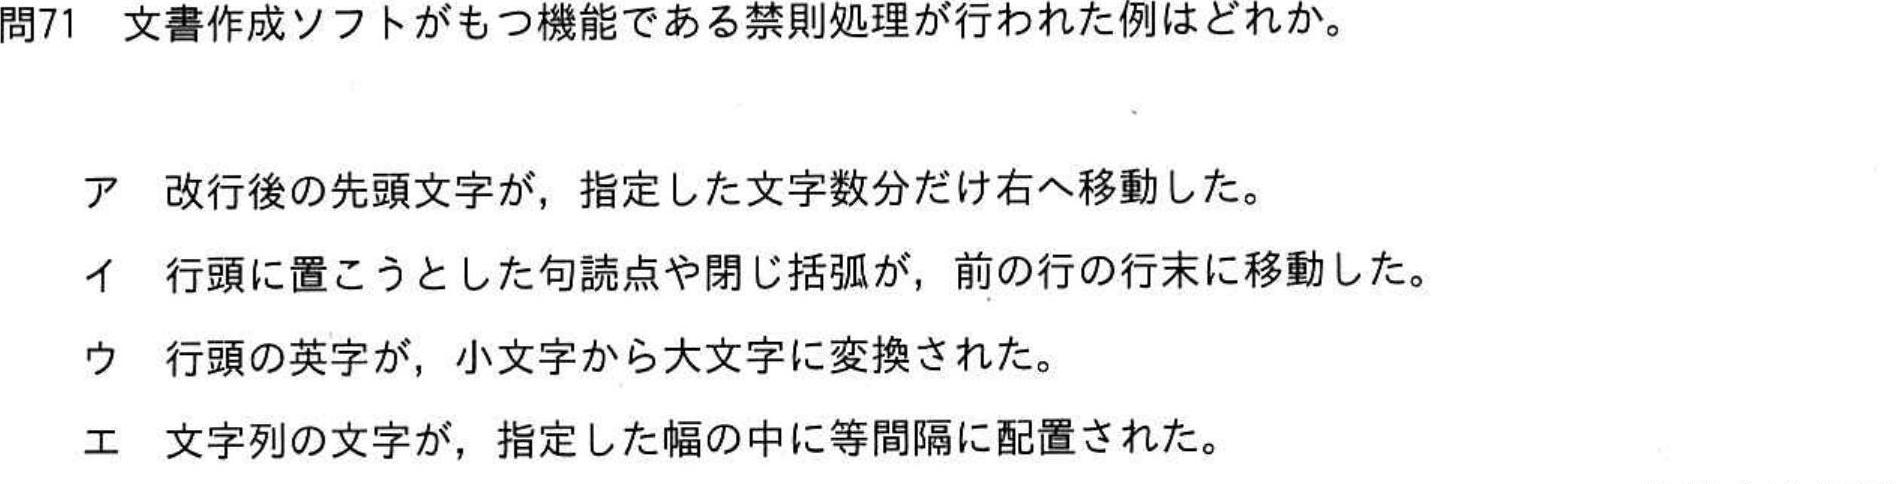 問71 文書作成ソフトがもつ機能である禁則処理が行われた例はどれか。
ア 改行後の先頭文字が，指定した文字数分だけ右へ移動した。
イ 行頭に置こうとした句読点や閉じ括弧が，前の行の行末に移動した。
ウ 行頭の英字が，小文字から大文字に変換された。
エ 文字列の文字が，指定した幅の中に等間隔に配置された。